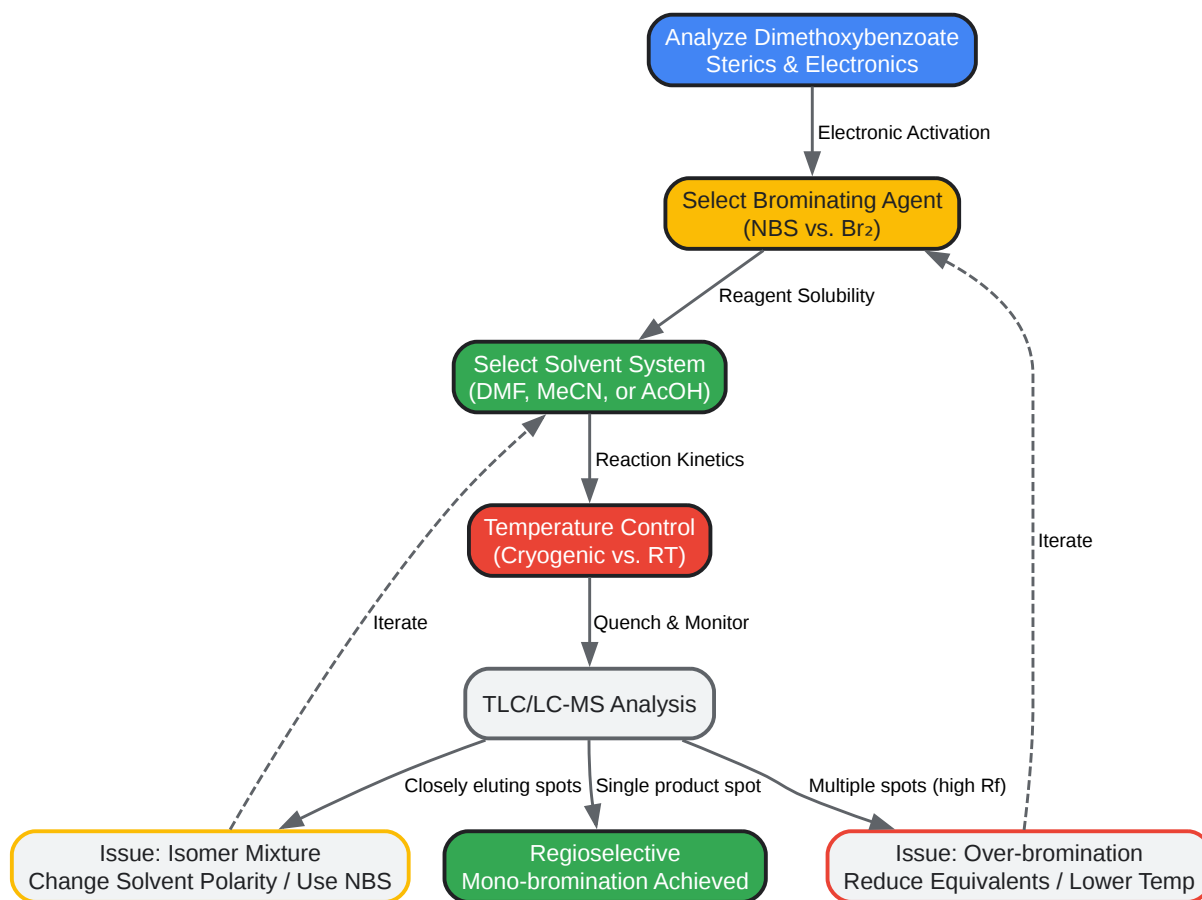 Analyze Dimethoxybenzoate
Sterics & Electronics
Electronic Activation
Select Brominating Agent
(NBS vs. Br₂)
Reagent Solubility
Select Solvent System
(DMF, MeCN, or AcOH)
Reaction Kinetics
Temperature Control
(Cryogenic vs. RT)
Iterate
Iterate
Quench & Monitor
TLC/LC-MS Analysis
Closely eluting spots
Single product spot
Multiple spots (high Rf)
Issue: Isomer Mixture
Change Solvent Polarity / Use NBS
Regioselective
Mono-bromination Achieved
Issue: Over-bromination
Reduce Equivalents / Lower Temp